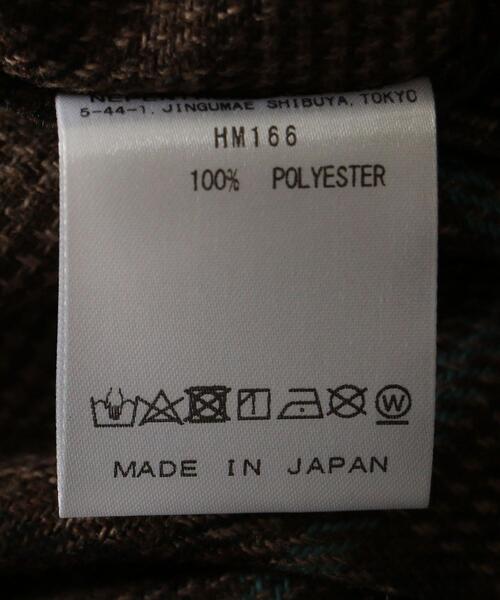 5-44-1, JINGUMAE SHIBUYA, TOKYO
HM166
100% POLYESTER
W
MADE IN JAPAN